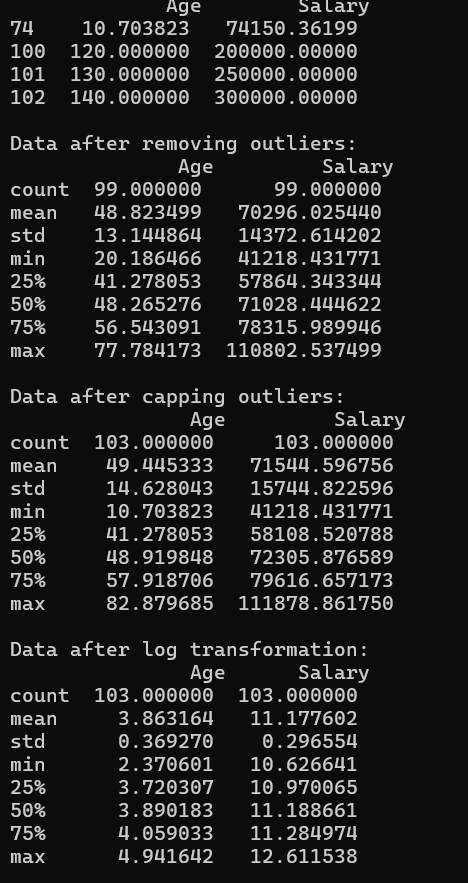 Age Salary
74 10.703823 74150.36199
100 120.000000 200000.00000
101 130.000000 250000.00000
102 140.000000 300000.00000
Data after removing outliers:
Age Salary
count 99.000000 99.000000
mean 48.823499 70296.025440
std 13.144864 14372.614202
min 20.186466 41218.431771
25% 41.278053 57864.343344
50% 48.265276 71028.444622
75% 56.543091 78315.989946
max 77.784173 110802.537499
Data after capping outliers:
Age Salary
count 103.000000 103.000000
mean 49.445333 71544.596756
std 14.628043 15744.822596
min 10.703823 41218.431771
25% 41.278053 58108.520788
50% 48.919848 72305.876589
75% 57.918706 79616.657173
max 82.879685 111878.861750
Data after log transformation:
Age Salary
count 103.000000 103.000000
mean 3.863164 11.177602
std 0.369270 0.296554
min 2.370601 10.626641
25% 3.720307 10.970065
50% 3.890183 11.188661
75% 4.059033 11.284974
max 4.941642 12.611538